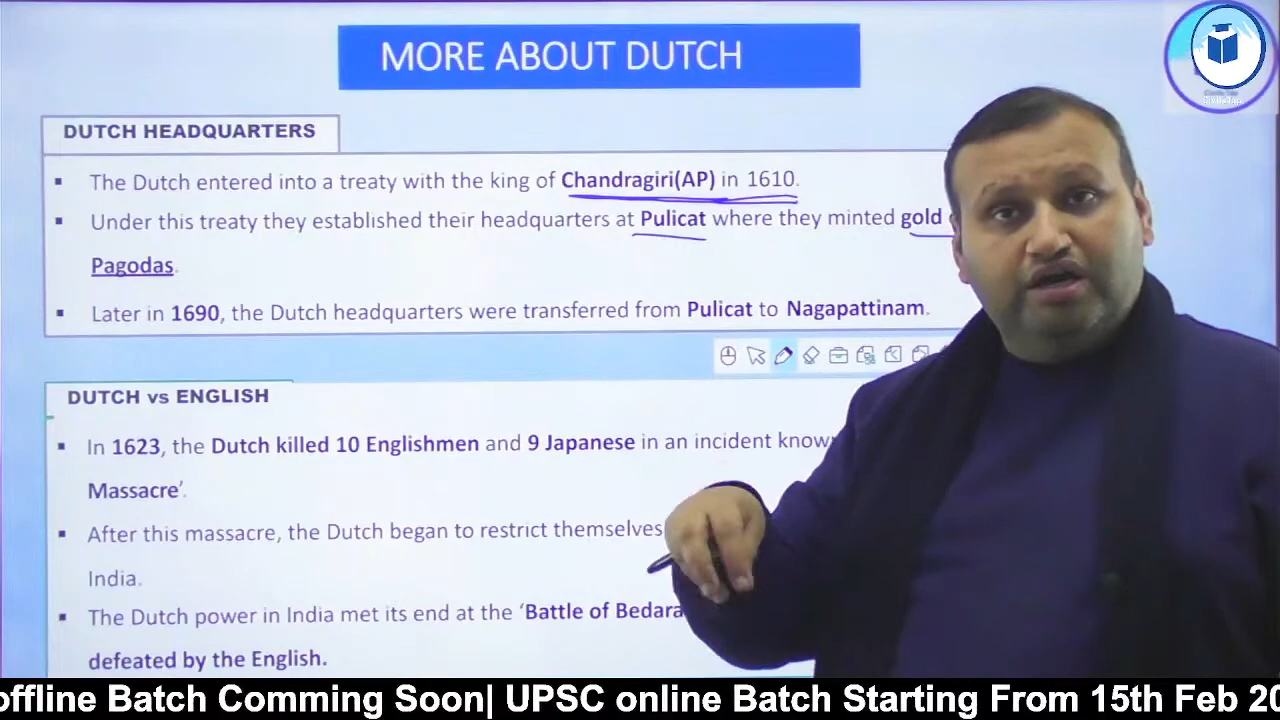 MORE ABOUT DUTCH
DUTCH HEADQUARTERS
▪ The Dutch entered into a treaty with the king of Chandragiri(AP) in 1610.
▪ Under this treaty they established their headquarters at Pulicat where they minted gold
Pagodas.
▪ Later in 1690, the Dutch headquarters were transferred from Pulicat to Nagapattinam.
DUTCH vs ENGLISH
▪ In 1623, the Dutch killed 10 Englishmen and 9 Japanese in an incident know
Massacre’.
▪ After this massacre, the Dutch began to restrict themselves
India.
▪ The Dutch power in India met its end at the ‘Battle of Bedara
defeated by the English.
offline Batch Comming Soon| UPSC online Batch Starting From 15th Feb 20